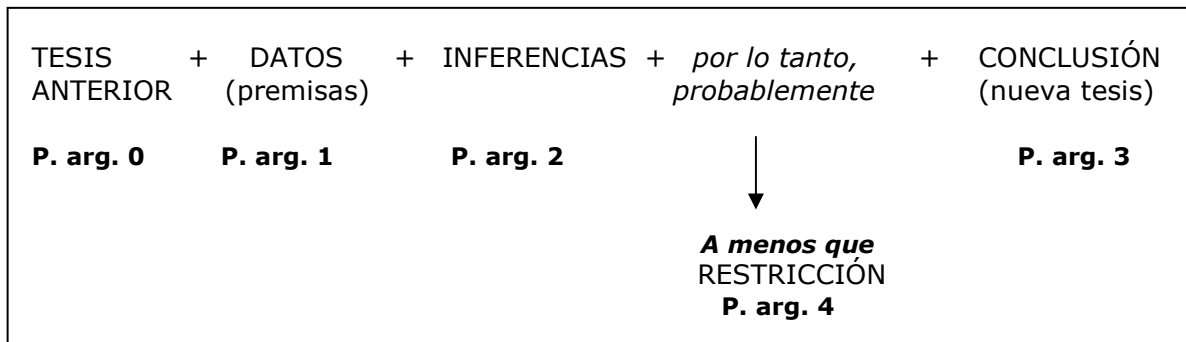 TESIS + DATOS + INFERENCIAS + por lo tanto, + CONCLUSIÓN
ANTERIOR (premisas) probablemente (nueva tesis)
P. arg. 0 P. arg. 1 P. arg. 2 P. arg. 3
A menos que
RESTRICCIÓN
P. arg. 4